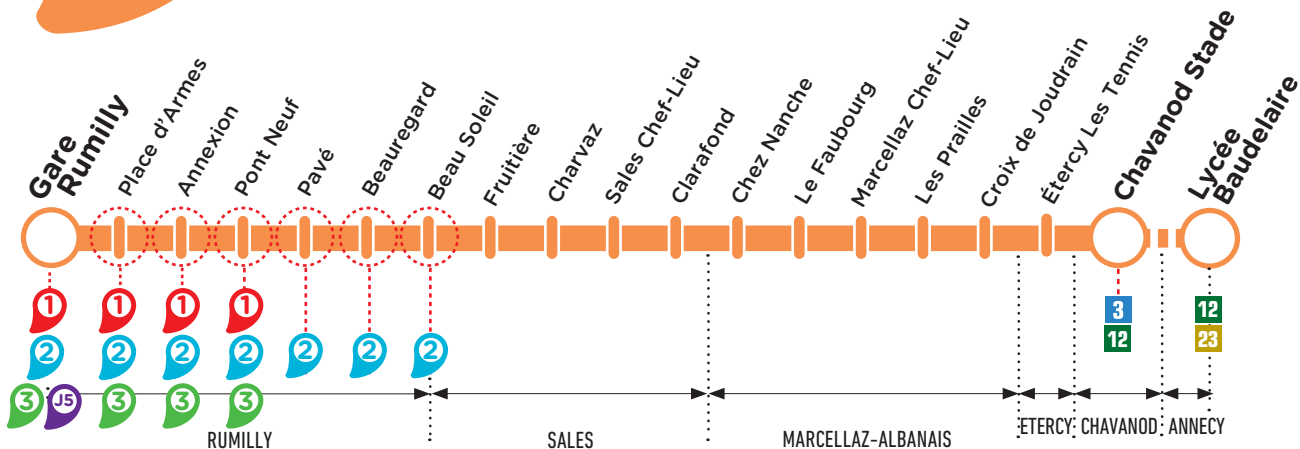 Gare
Rumilly
Place d'Armes
Annexion
Pont Neuf
Pavé
Beauregard
Beau Soleil
Fruitière
Charvaz
Sales Chef-Lieu
Clarafond
Chez Nanche
Le Faubourg
Marcellaz Chef-Lieu
Les Prailles
Croix de Joudrain
Étercy Les Tennis
Chavanod Stade
Lycée
Baudelaire
1 1 1 1 3 12
2 2 2 2 2 2 2 12 23
3 J5 3 3 3
RUMILLY SALES MARCELLAZ-ALBANAIS ETERCY CHAVANOD ANNECY